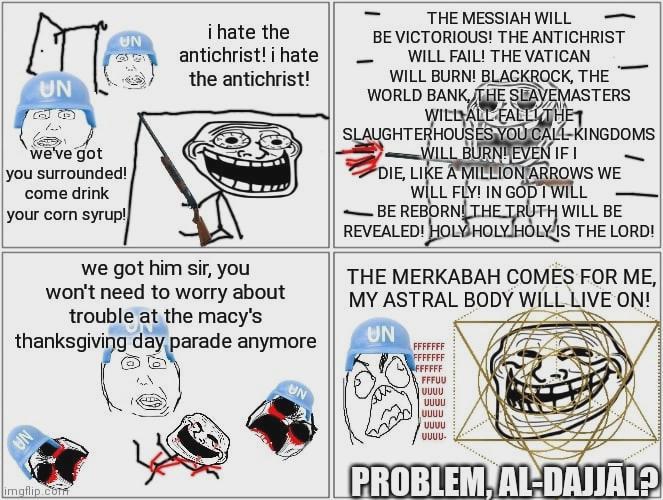 i hate the
antichrist! i hate
the antichrist!
UN
UN
we've got
you surrounded!
come drink
your corn syrup!
THE MESSIAH WILL
BE VICTORIOUS! THE ANTICHRIST
WILL FAIL! THE VATICAN
WILL BURN! BLACKROCK, THE
WORLD BANK, THE SLAVEMASTERS
WILL ALL FALL! THE
SLAUGHTERHOUSES YOU CALL KINGDOMS
WILL BURN! EVEN IF I
DIE, LIKE A MILLION ARROWS WE
WILL FLY! IN GOD I WILL
BE REBORN! THE TRUTH WILL BE
REVEALED! HOLY HOLY HOLY IS THE LORD!
we got him sir, you
won't need to worry about
trouble at the macy's
thanksgiving day parade anymore
UN
UN
UN
THE MERKABAH COMES FOR ME,
MY ASTRAL BODY WILL LIVE ON!
UN
FFFFFFF
FFFFFFF
FFFFFF
FFFUU
UUUU
UUUU
UUUU
UUUU
UUUU-
PROBLEM, AL-DAJJĀL?
imgflip.com